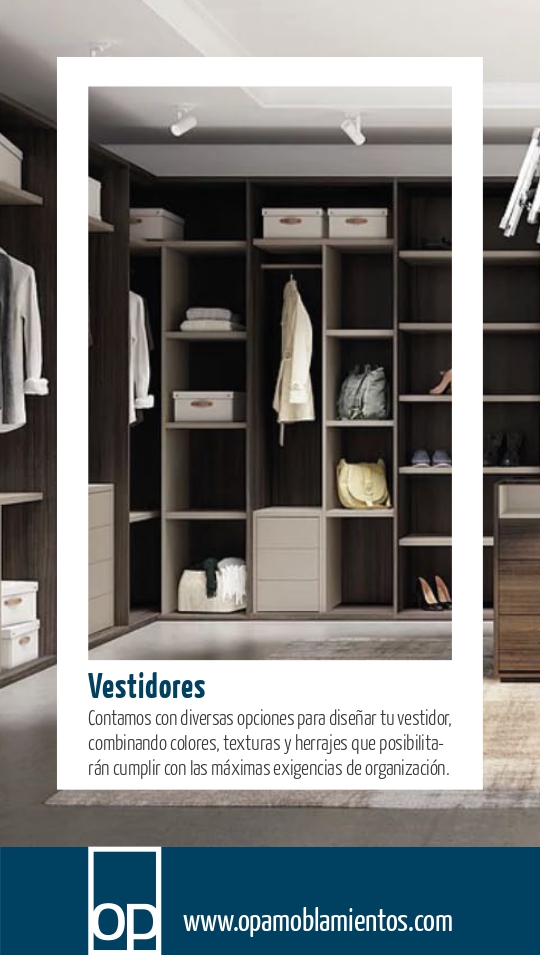 Vestidores
Contamos con diversas opciones para diseñar tu vestidor,
combinando colores, texturas y herrajes que posibilita-
rán cumplir con las máximas exigencias de organización.
op
www.opamoblamientos.com